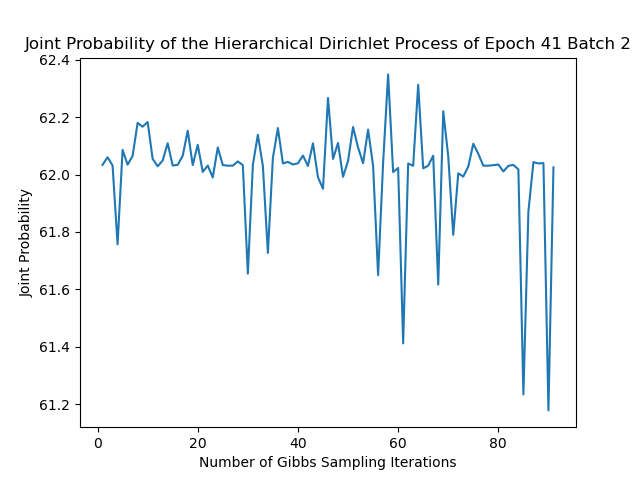 Joint Probability of the Hierarchical Dirichlet Process of Epoch 41 Batch 2
62.4
62.2
62.0
61.8
61.6
61.4
61.2
Joint Probability
0 20 40 60 80
Number of Gibbs Sampling Iterations